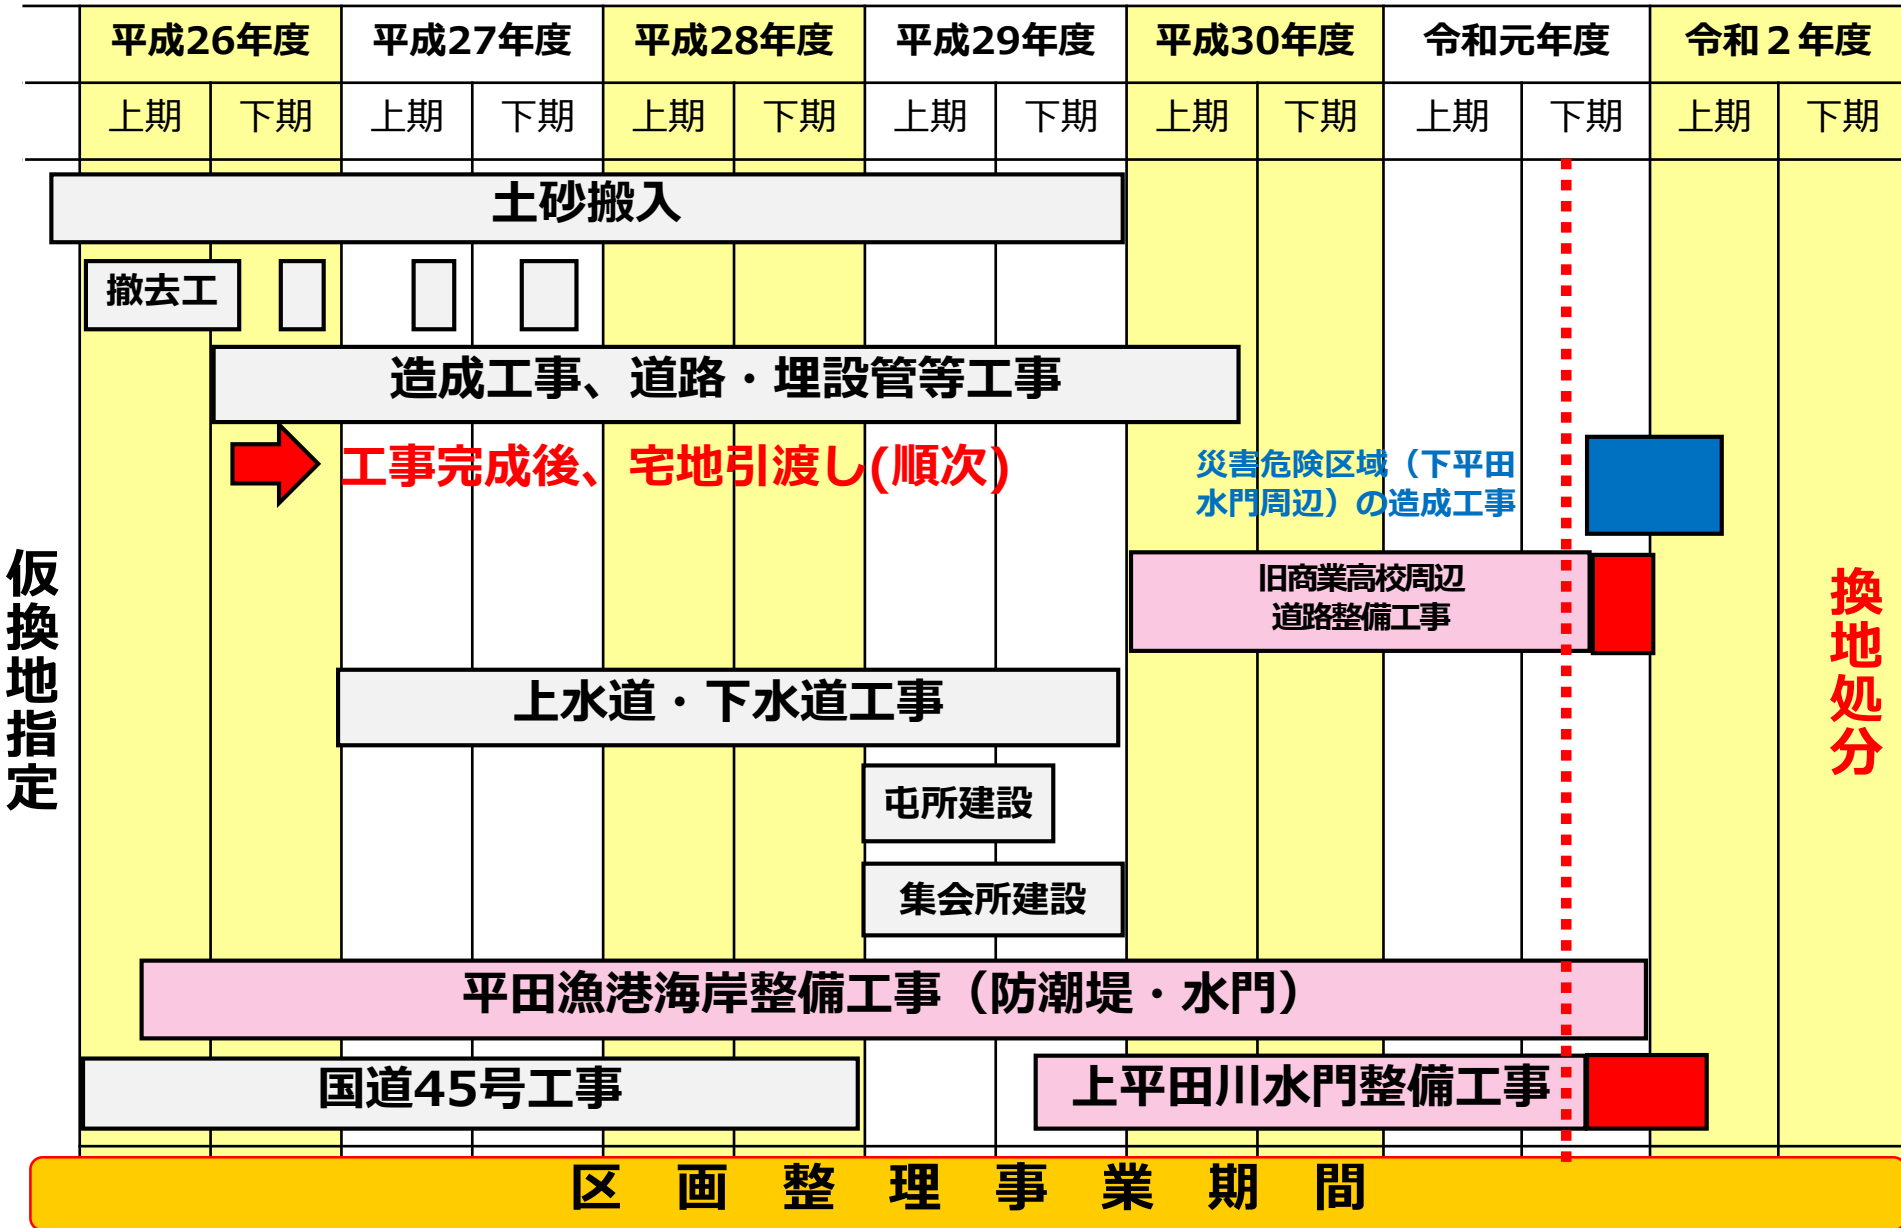 平成26年度 平成27年度 平成28年度 平成29年度 平成30年度 令和元年度 令和２年度
上期 下期 上期 下期 上期 下期 上期 下期 上期 下期 上期 下期 上期 下期
土砂搬入
撤去工
造成工事、道路・埋設管等工事
工事完成後、宅地引渡し(順次)
災害危険区域（下平田
水門周辺）の造成工事
仮換地指定
旧商業高校周辺
道路整備工事
換地処分
上水道・下水道工事
屯所建設
集会所建設
平田漁港海岸整備工事（防潮堤・水門）
国道45号工事
上平田川水門整備工事
区画整理事業期間